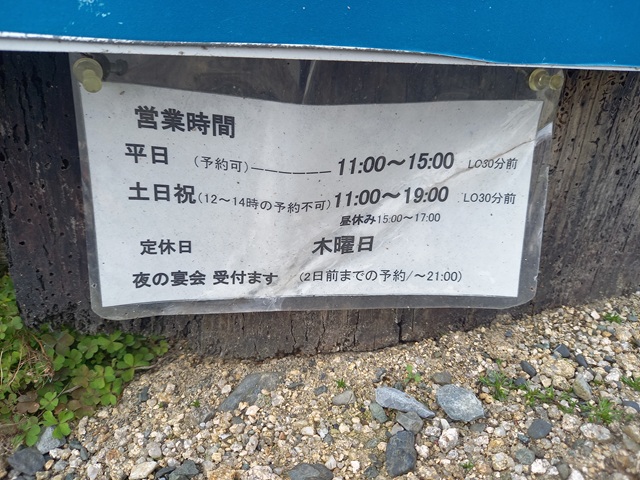 営業時間
平日 (予約可)―――――― 11:00～15:00 LO30分前
土日祝(12～14時の予約不可) 11:00～19:00 LO30分前
昼休み15:00～17:00
定休日 木曜日
夜の宴会 受付ます (2日前までの予約/～21:00)